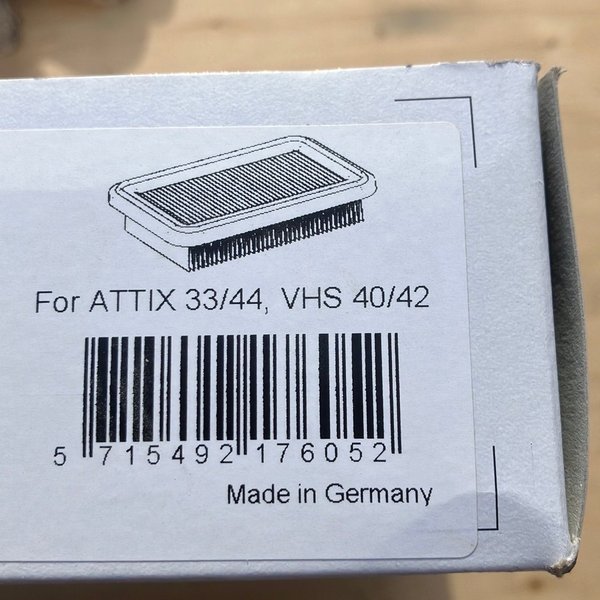 For ATTIX 33/44, VHS 40/42
5 715492 176052
Made in Germany